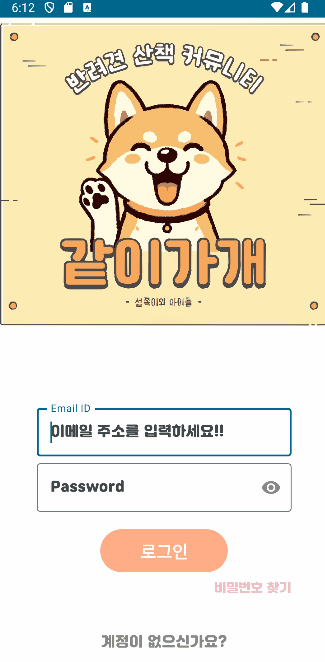 6:12
반려견 산책 커뮤니티
같이가개
- 선쪽이와 아이들 -
Email ID
이메일 주소를 입력하세요!!
Password
로그인
비밀번호 찾기
계정이 없으신가요?